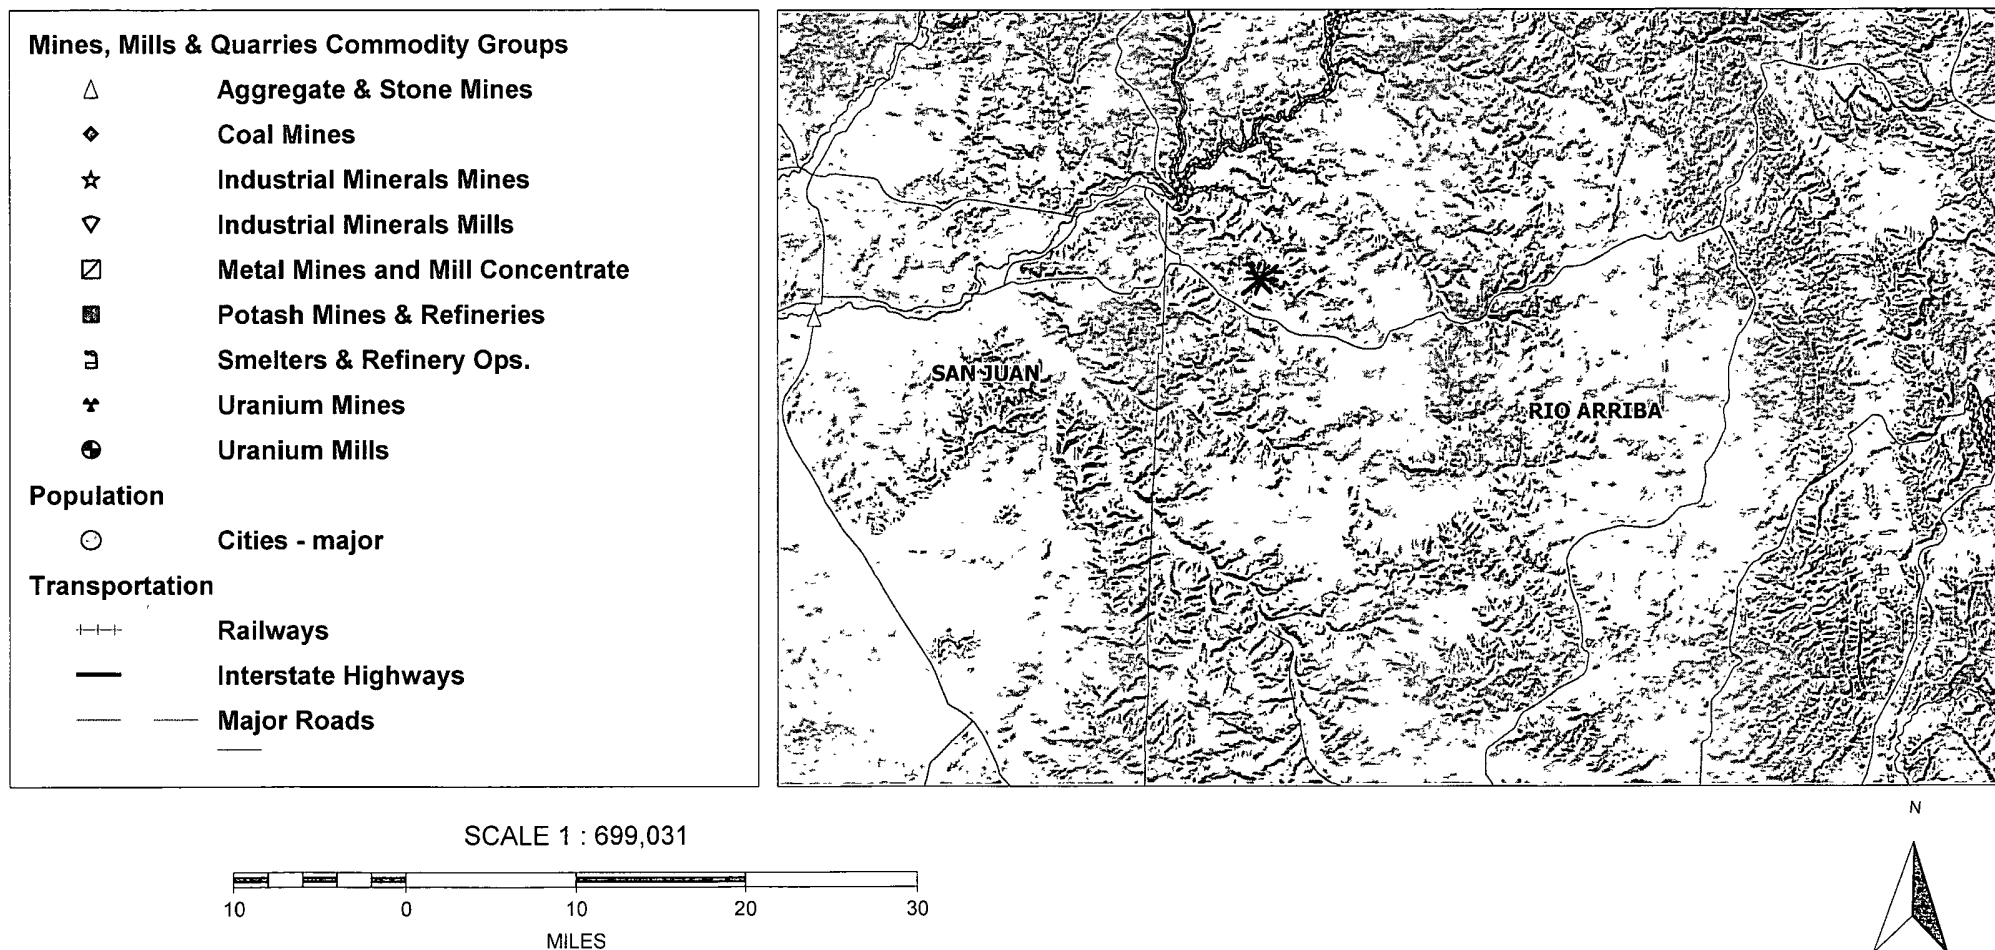 Mines, Mills & Quarries Commodity Groups
Aggregate & Stone Mines
Coal Mines
Industrial Minerals Mines
Industrial Minerals Mills
Metal Mines and Mill Concentrate
Potash Mines & Refineries
Smelters & Refinery Ops.
Uranium Mines
Uranium Mills
Population
Cities - major
Transportation
Railways
Interstate Highways
Major Roads
SAN JUAN
RIO ARRIBA
SCALE 1 : 699,031
10 0 10 20 30
MILES
N